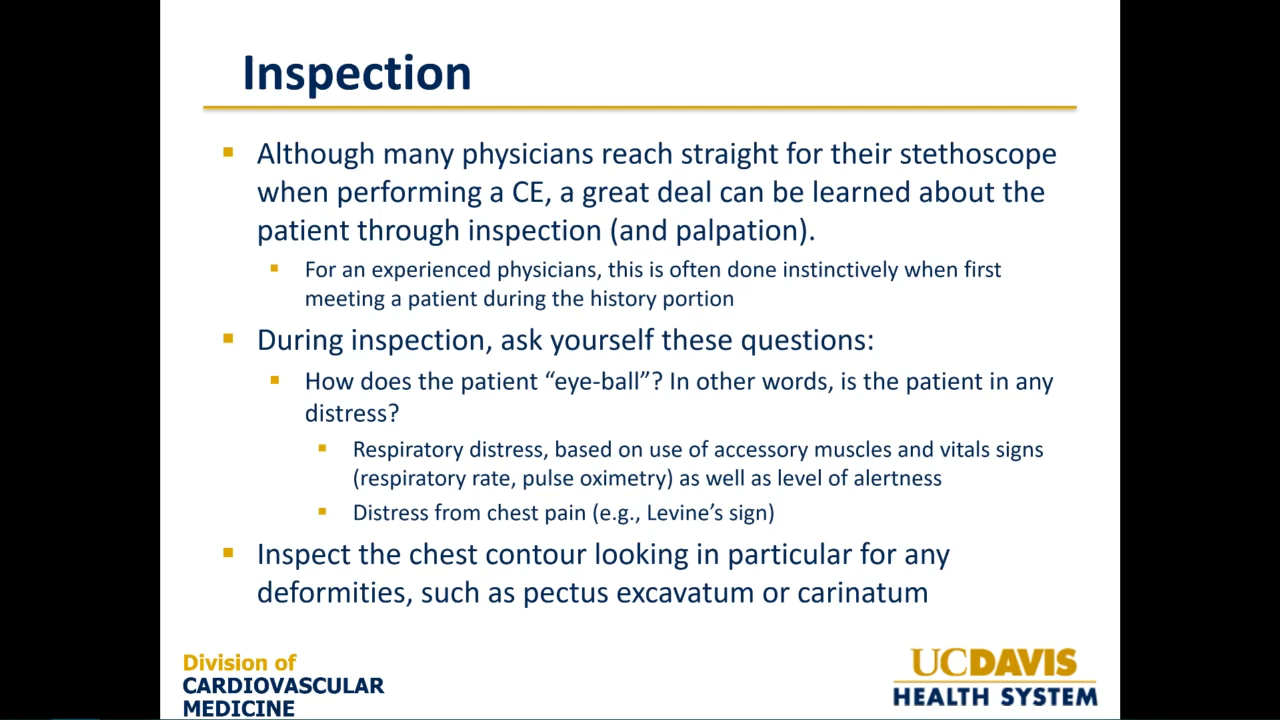 Inspection
Although many physicians reach straight for their stethoscope
when performing a CE, a great deal can be learned about the
patient through inspection (and palpation).
For an experienced physicians, this is often done instinctively when first
meeting a patient during the history portion
During inspection, ask yourself these questions:
How does the patient “eye-ball”? In other words, is the patient in any
distress?
Respiratory distress, based on use of accessory muscles and vitals signs
(respiratory rate, pulse oximetry) as well as level of alertness
Distress from chest pain (e.g., Levine’s sign)
Inspect the chest contour looking in particular for any
deformities, such as pectus excavatum or carinatum
Division of
CARDIOVASCULAR
MEDICINE
UCDAVIS
HEALTH SYSTEM